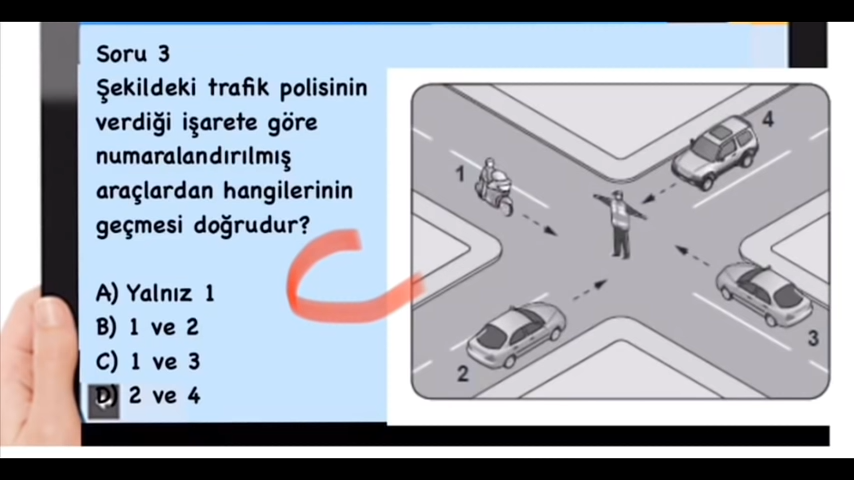 Soru 3
Şekildeki trafik polisinin
verdiği işarete göre
numaralandırılmış
araçlardan hangilerinin
geçmesi doğrudur?
A) Yalnız 1
B) 1 ve 2
C) 1 ve 3
D) 2 ve 4
1
4
2
3